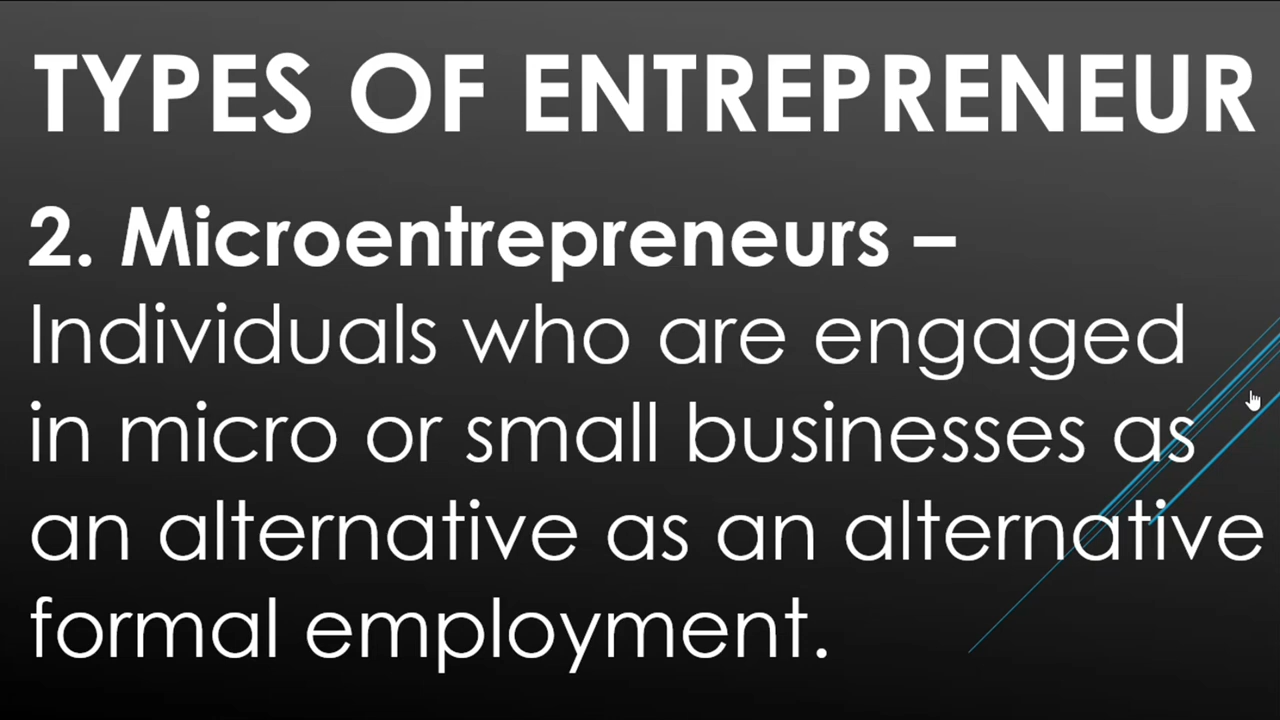 TYPES OF ENTREPRENEUR
2. Microentrepreneurs –
Individuals who are engaged
in micro or small businesses as
an alternative as an alternative
formal employment.